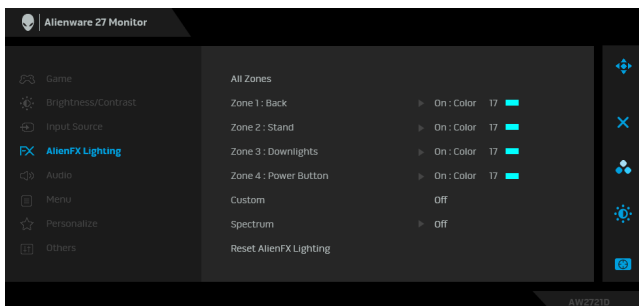 Alienware 27 Monitor
Game
Brightness/Contrast
Input Source
AlienFX Lighting
Audio
Menu
Personalize
Others
All Zones
Zone 1 : Back On : Color 17
Zone 2 : Stand On : Color 17
Zone 3 : Downlights On : Color 17
Zone 4 : Power Button On : Color 17
Custom Off
Spectrum Off
Reset AlienFX Lighting
AW2721D